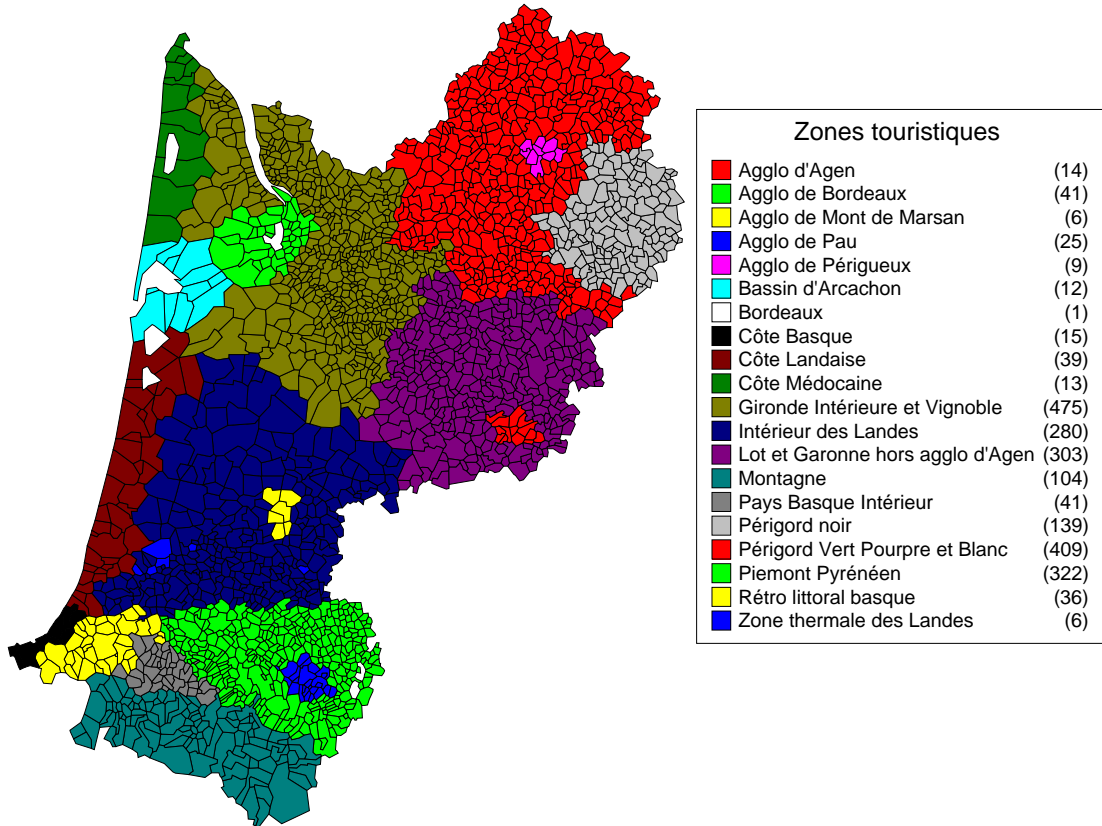 Zones touristiques
Agglo d'Agen (14)
Agglo de Bordeaux (41)
Agglo de Mont de Marsan (6)
Agglo de Pau (25)
Agglo de Périgueux (9)
Bassin d'Arcachon (12)
Bordeaux (1)
Côte Basque (15)
Côte Landaise (39)
Côte Médocaine (13)
Gironde Intérieure et Vignoble (475)
Intérieur des Landes (280)
Lot et Garonne hors agglo d'Agen (303)
Montagne (104)
Pays Basque Intérieur (41)
Périgord noir (139)
Périgord Vert Pourpre et Blanc (409)
Piemont Pyrénéen (322)
Rétro littoral basque (36)
Zone thermale des Landes (6)